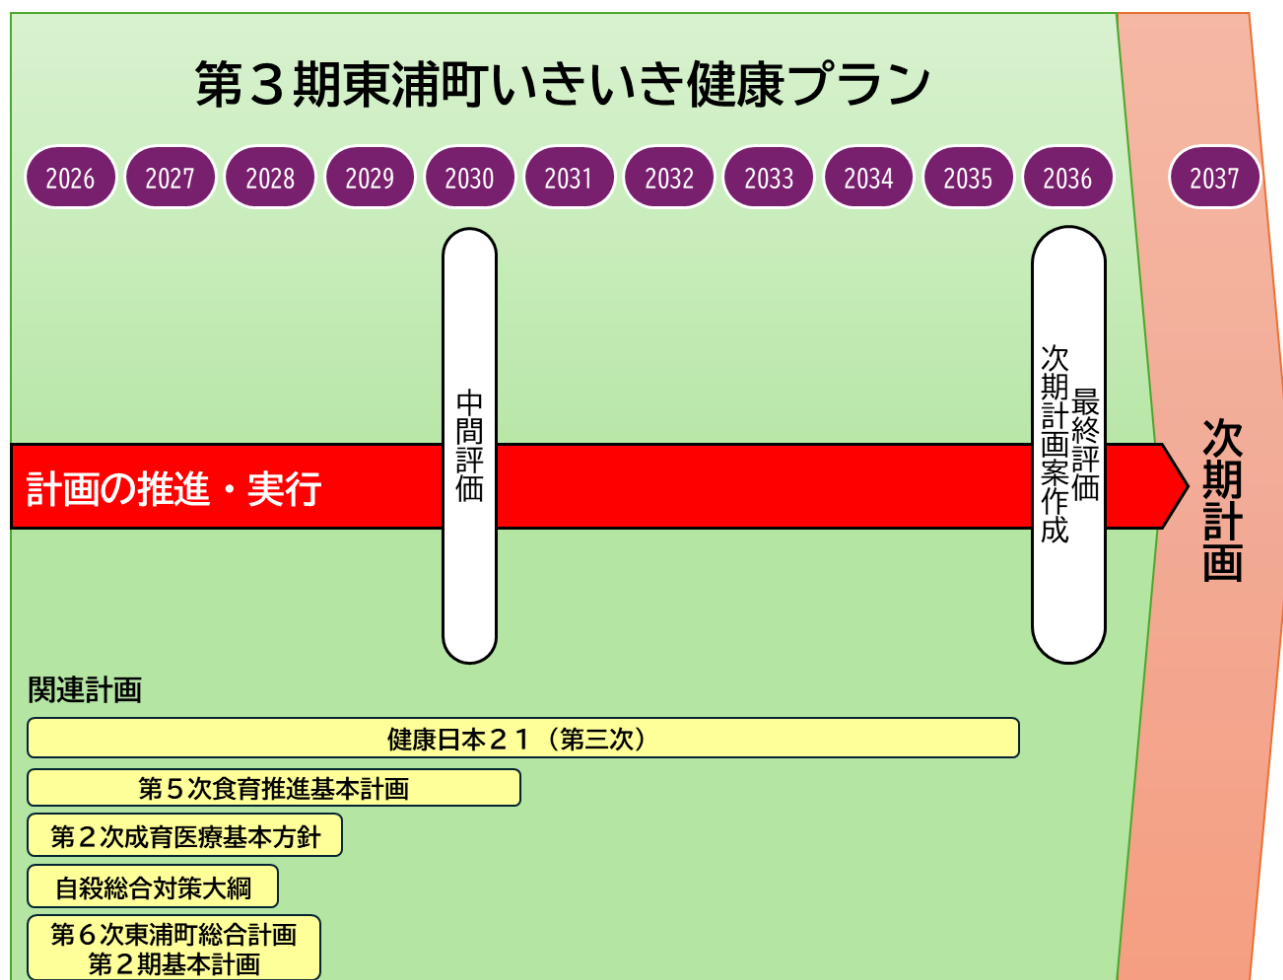 第３期東浦町いきいき健康プラン
2026 2027 2028 2029 2030 2031 2032 2033 2034 2035 2036 2037
中間評価
最終評価
次期計画案作成
計画の推進・実行
次期計画
関連計画
健康日本２１（第三次）
第５次食育推進基本計画
第２次成育医療基本方針
自殺総合対策大綱
第６次東浦町総合計画
第２期基本計画